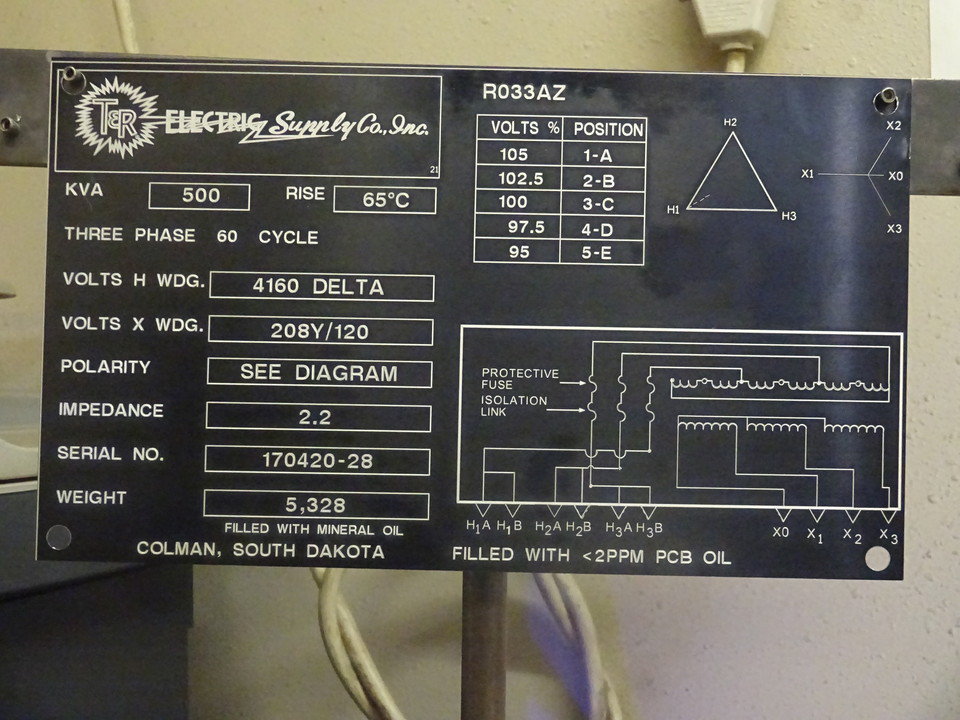 T&R ELECTRIC Supply Co., Inc.
21
KVA 500 RISE 65°C
THREE PHASE 60 CYCLE
VOLTS H WDG. 4160 DELTA
VOLTS X WDG. 208Y/120
POLARITY SEE DIAGRAM
IMPEDANCE 2.2
SERIAL NO. 170420-28
WEIGHT 5,328
FILLED WITH MINERAL OIL
COLMAN, SOUTH DAKOTA
R033AZ
VOLTS % POSITION
105 1-A
102.5 2-B
100 3-C
97.5 4-D
95 5-E
H2
H1
H3
X2
X1
X0
X3
PROTECTIVE
FUSE
ISOLATION
LINK
H1A H1B H2A H2B H3A H3B X0 X1 X2 X3
FILLED WITH <2PPM PCB OIL